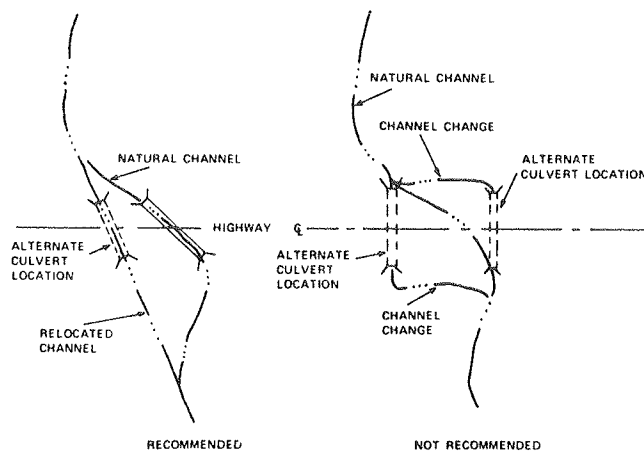 NATURAL CHANNEL
HIGHWAY
ALTERNATE
CULVERT
LOCATION
RELOCATED
CHANNEL
RECOMMENDED
NATURAL CHANNEL
CHANNEL CHANGE
ALTERNATE
CULVERT LOCATION
℄
ALTERNATE
CULVERT
LOCATION
CHANNEL
CHANGE
NOT RECOMMENDED